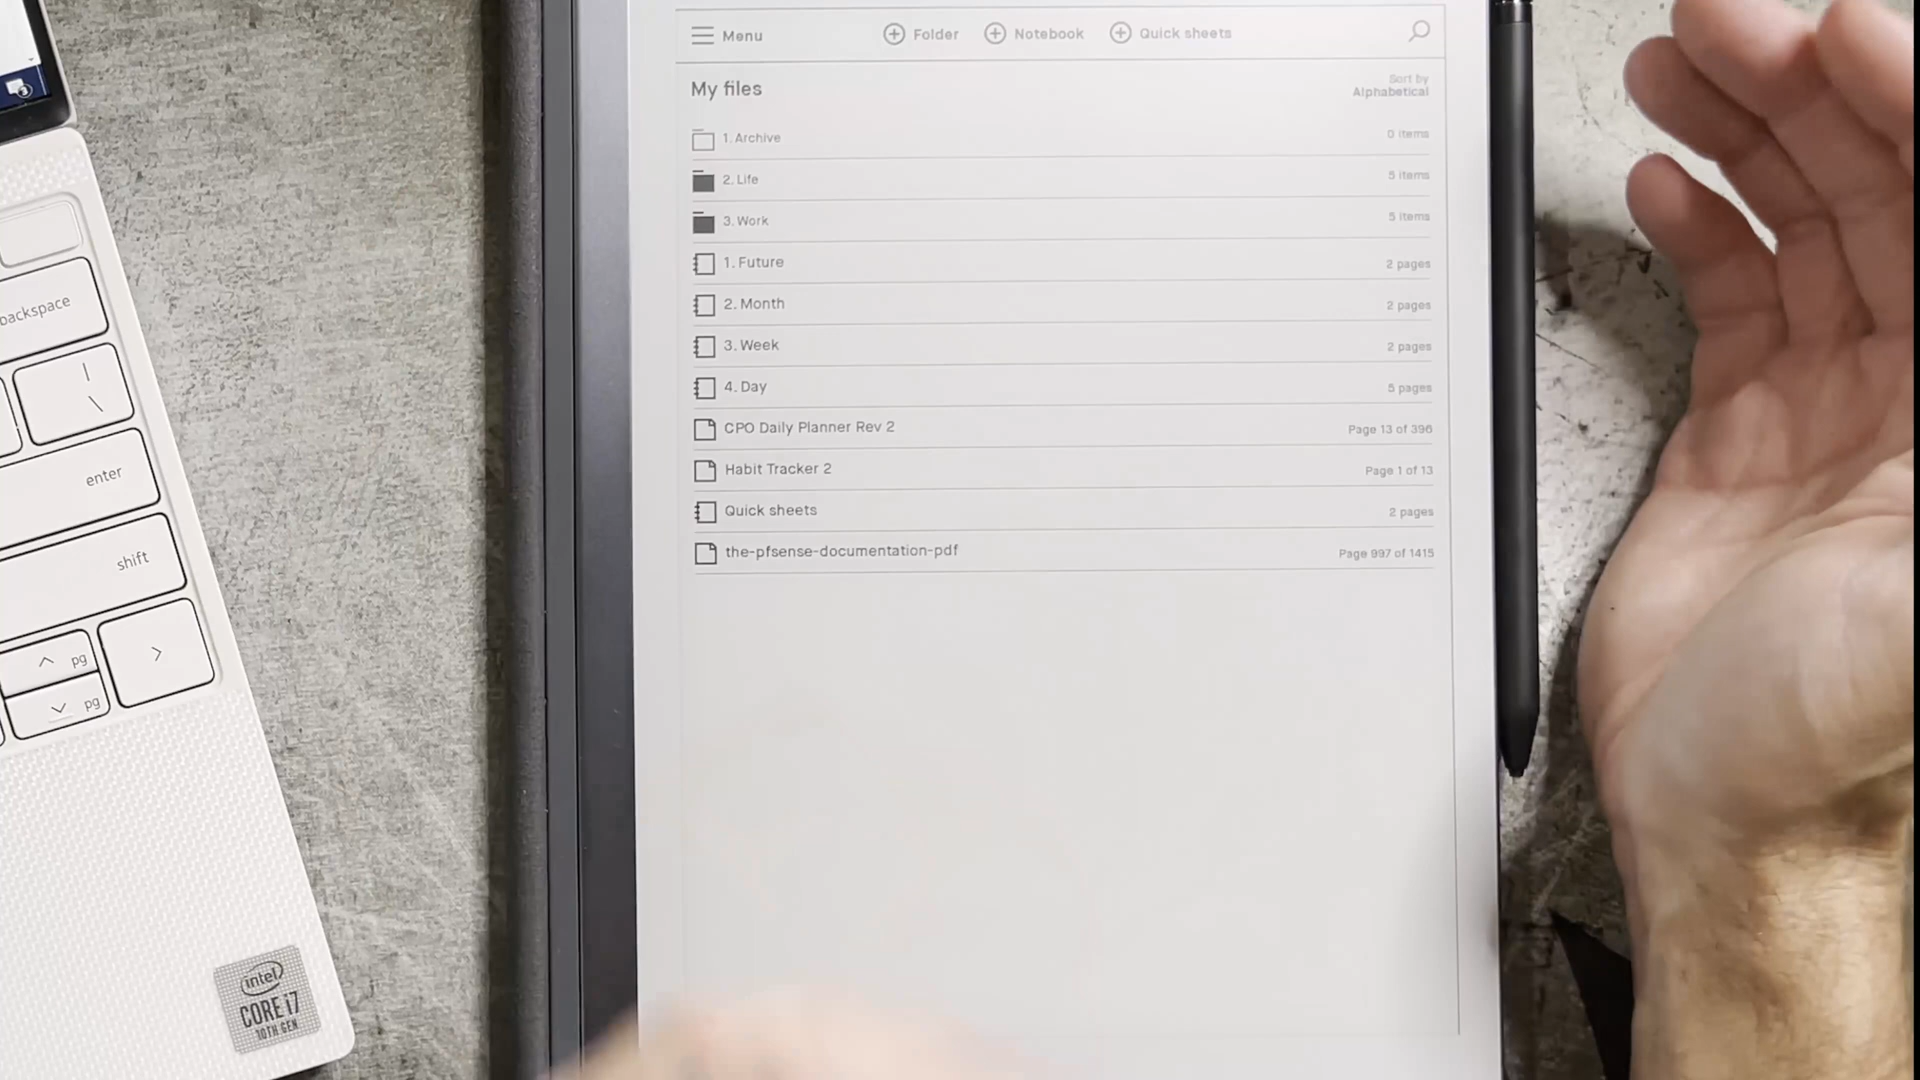 Menu
Folder
Notebook
Quick sheets
My files
Sort by
Alphabetical
1. Archive 0 items
2. Life 5 items
3. Work 5 items
1. Future 2 pages
2. Month 2 pages
3. Week 2 pages
4. Day 5 pages
CPO Daily Planner Rev 2 Page 13 of 396
Habit Tracker 2 Page 1 of 13
Quick sheets 2 pages
the-pfsense-documentation-pdf Page 997 of 1415
backspace
| \
enter
shift
pg
pg
intel
CORE i7
10TH GEN